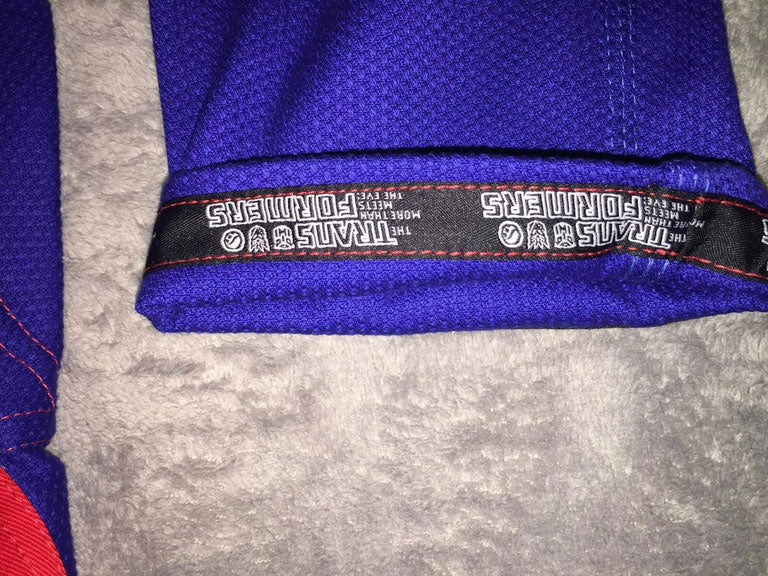 THE
TRANS
MORE THAN
MEETS
THE EYE
FORMERS
THE
TRANS
MORE THAN
MEETS
THE EYE
FORMERS